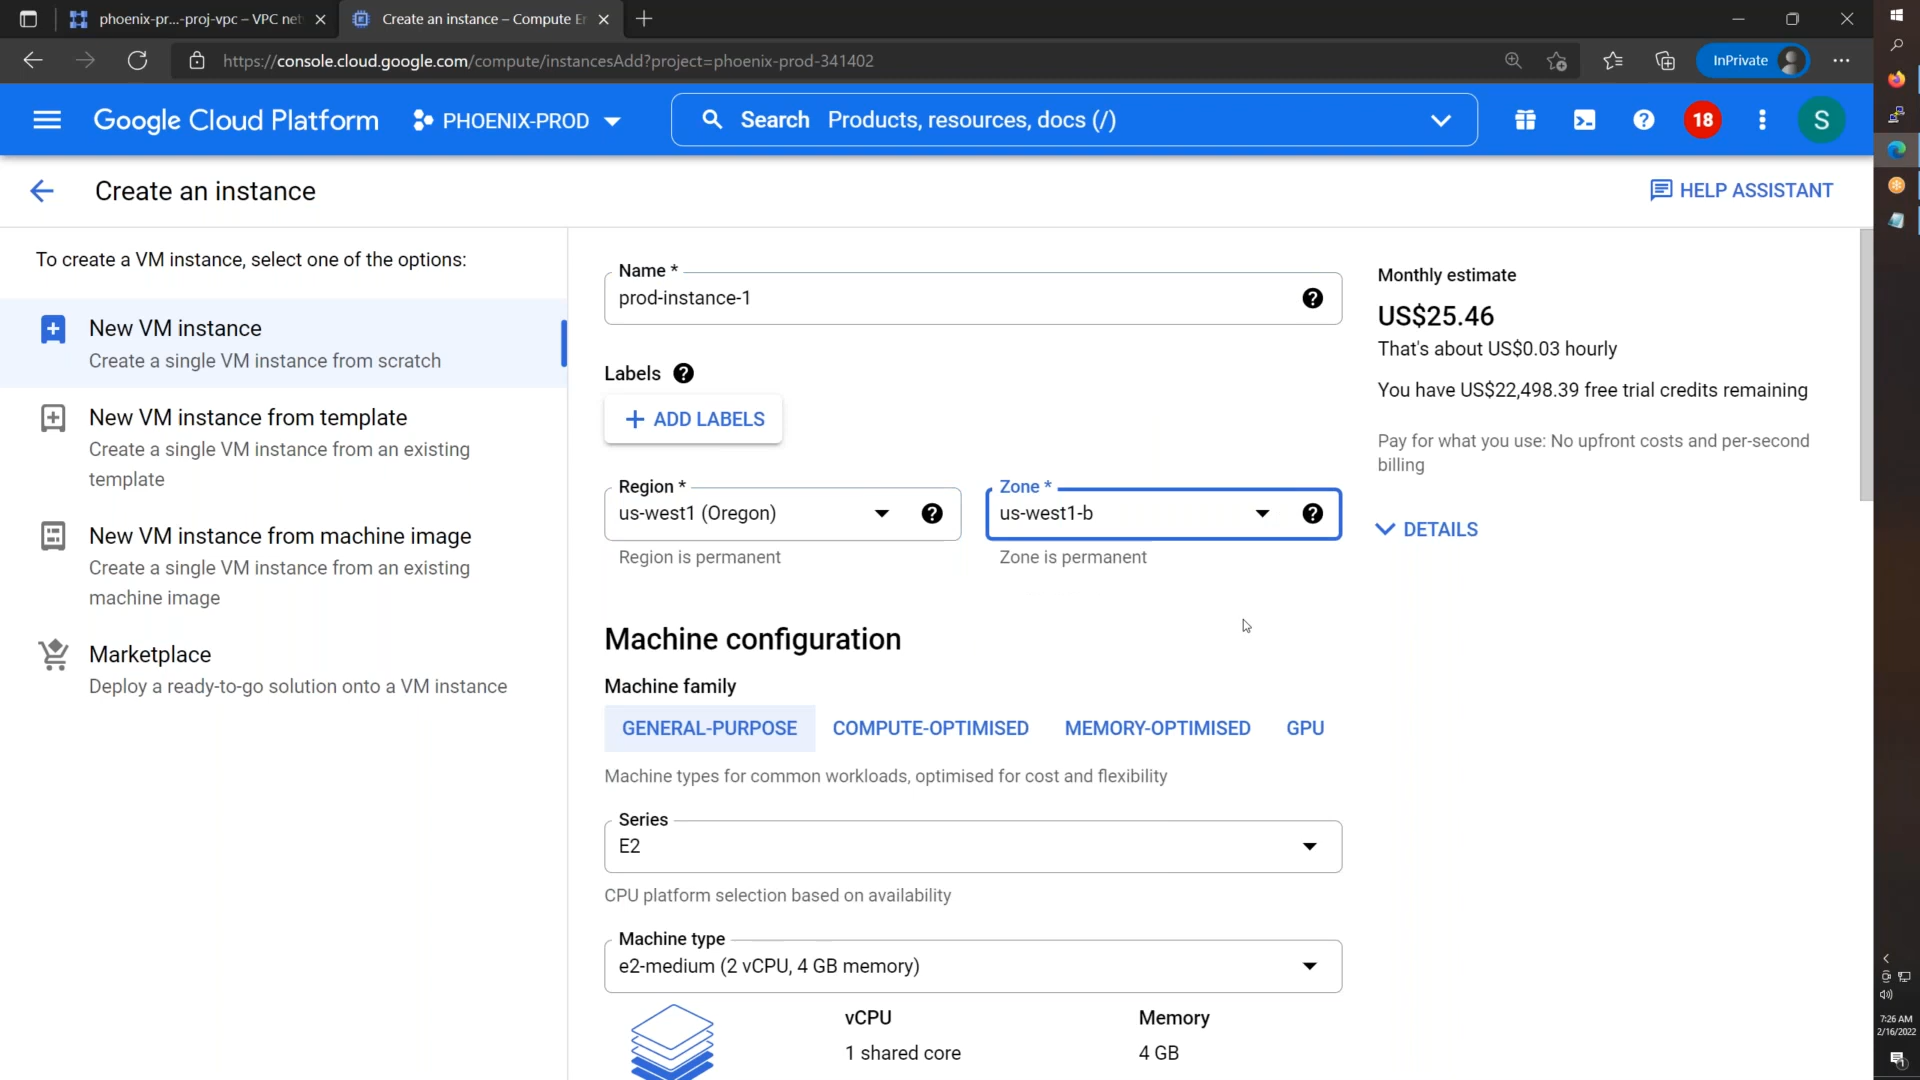 phoenix-pr...-proj-vpc – VPC net
Create an instance – Compute E
https://console.cloud.google.com/compute/instancesAdd?project=phoenix-prod-341402
InPrivate
Google Cloud Platform
PHOENIX-PROD
Search Products, resources, docs (/)
18
S
Create an instance
HELP ASSISTANT
To create a VM instance, select one of the options:
New VM instance
Create a single VM instance from scratch
New VM instance from template
Create a single VM instance from an existing
template
New VM instance from machine image
Create a single VM instance from an existing
machine image
Marketplace
Deploy a ready-to-go solution onto a VM instance
Name *
prod-instance-1
Labels
ADD LABELS
Region *
us-west1 (Oregon)
Region is permanent
Zone *
us-west1-b
Zone is permanent
Machine configuration
Machine family
GENERAL-PURPOSE
COMPUTE-OPTIMISED
MEMORY-OPTIMISED
GPU
Machine types for common workloads, optimised for cost and flexibility
Series
E2
CPU platform selection based on availability
Machine type
e2-medium (2 vCPU, 4 GB memory)
vCPU
1 shared core
Memory
4 GB
Monthly estimate
US$25.46
That's about US$0.03 hourly
You have US$22,498.39 free trial credits remaining
Pay for what you use: No upfront costs and per-second
billing
DETAILS
7:26 AM
2/16/2022